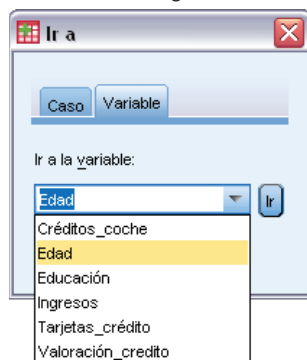 Ir a
Caso Variable
Ir a la variable:
Edad Ir
Créditos_coche
Edad
Educación
Ingresos
Tarjetas_crédito
Valoración_credito